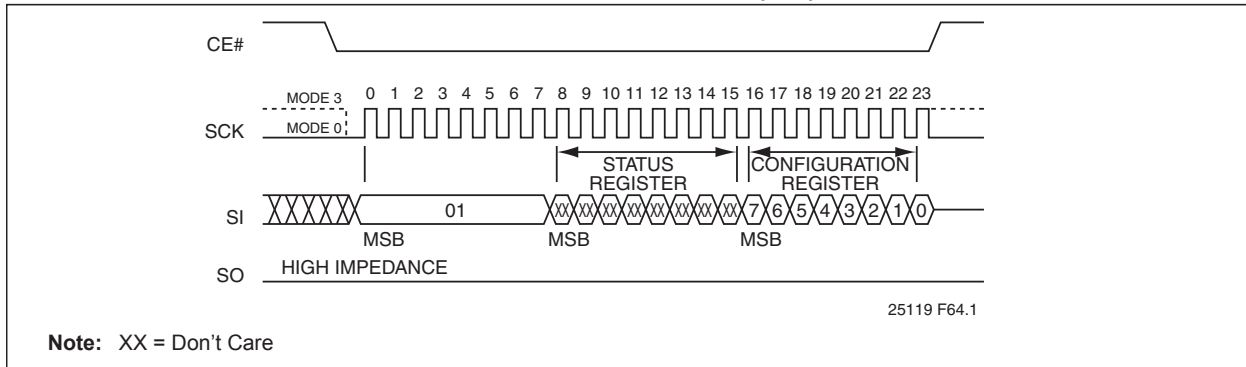 CE#
MODE 3
0 1 2 3 4 5 6 7 8 9 10 11 12 13 14 15 16 17 18 19 20 21 22 23
SCK
MODE 0
STATUS REGISTER
CONFIGURATION REGISTER
SI
01
XX XX XX XX XX XX XX XX 7 6 5 4 3 2 1 0
MSB MSB MSB
SO
HIGH IMPEDANCE
25119 F64.1
Note: XX = Don't Care